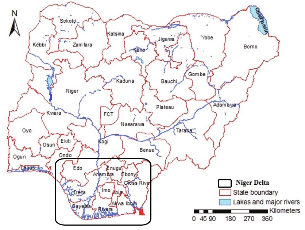 N
Sokoto
Katsina
Jigawa
Yobe
Borno
Kebbi
Zamfara
Kano
Kaduna
Bauchi
Gombe
Niger
Adamawa
Plateau
Kwara
FCT
Nasarawa
Taraba
Oyo
Osun
Ekiti
Kogi
Benue
Ogun
Ondo
Lagos
Edo
Enugu
Anambra
Ebonyi
Cross River
Delta
Imo
Abia
Bayelsa
Rivers
Akwa Ibom
Niger Delta
State boundary
Lakes and major rivers
Kilometers
0 45 90 180 270 360